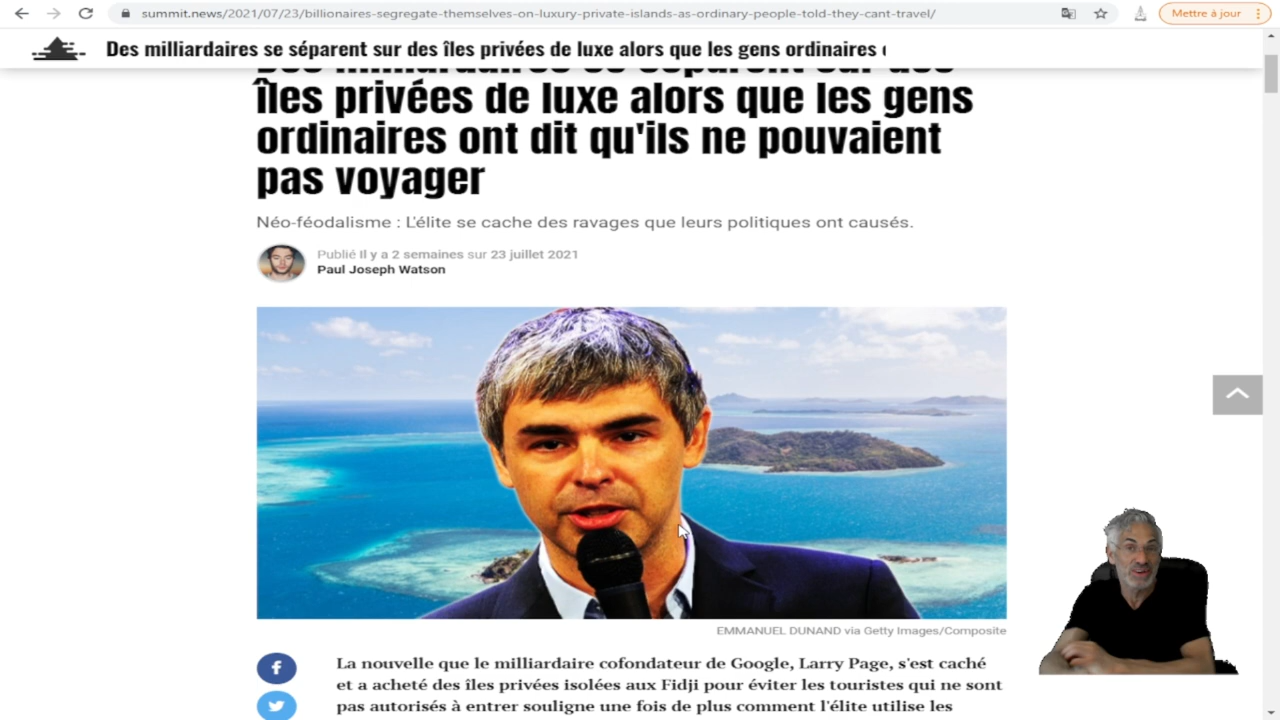 summit.news/2021/07/23/billionaires-segregate-themselves-on-luxury-private-islands-as-ordinary-people-told-they-cant-travel/
Mettre à jour
Des milliardaires se séparent sur des îles privées de luxe alors que les gens ordinaires
Des milliardaires se séparent sur des
îles privées de luxe alors que les gens
ordinaires ont dit qu'ils ne pouvaient
pas voyager
Néo-féodalisme : L'élite se cache des ravages que leurs politiques ont causés.
Publié Il y a 2 semaines sur 23 juillet 2021
Paul Joseph Watson
EMMANUEL DUNAND via Getty Images/Composite
La nouvelle que le milliardaire cofondateur de Google, Larry Page, s'est caché
et a acheté des îles privées isolées aux Fidji pour éviter les touristes qui ne sont
pas autorisés à entrer souligne une fois de plus comment l'élite utilise les